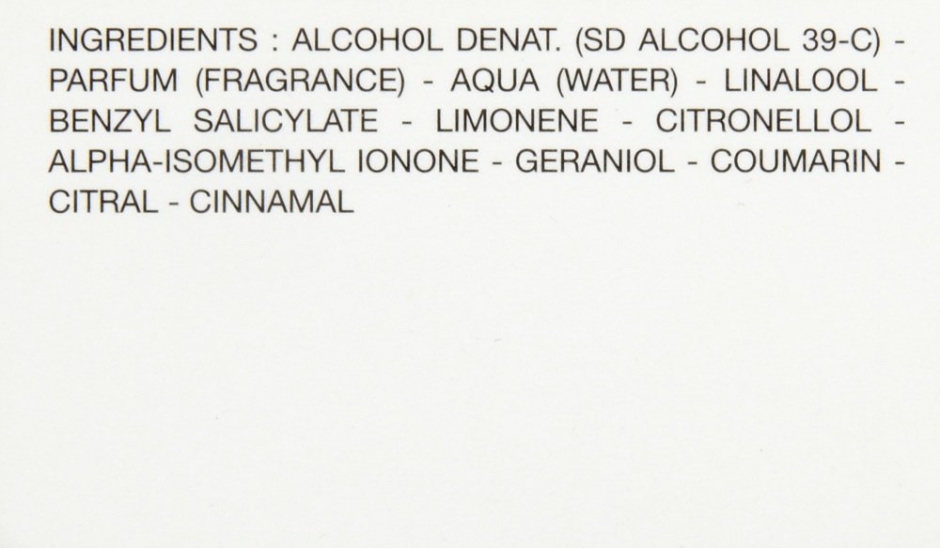 INGREDIENTS : ALCOHOL DENAT. (SD ALCOHOL 39-C) -
PARFUM (FRAGRANCE) - AQUA (WATER) - LINALOOL -
BENZYL SALICYLATE - LIMONENE - CITRONELLOL -
ALPHA-ISOMETHYL IONONE - GERANIOL - COUMARIN -
CITRAL - CINNAMAL